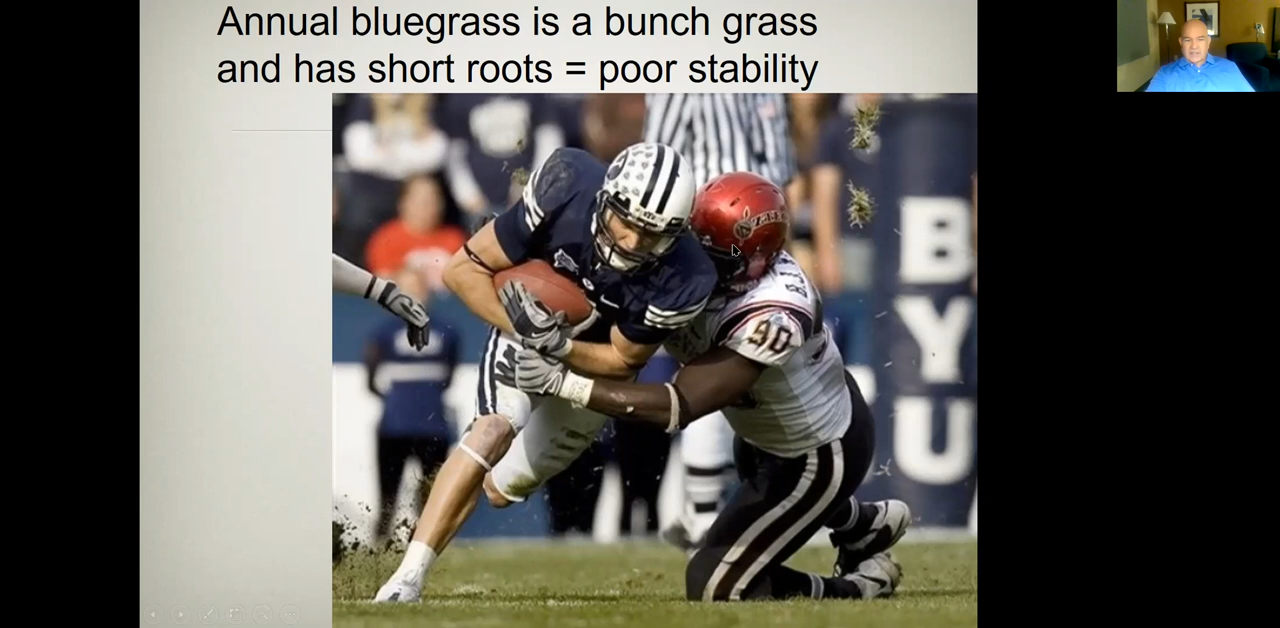 Annual bluegrass is a bunch grass
and has short roots = poor stability
90
B
Y
U